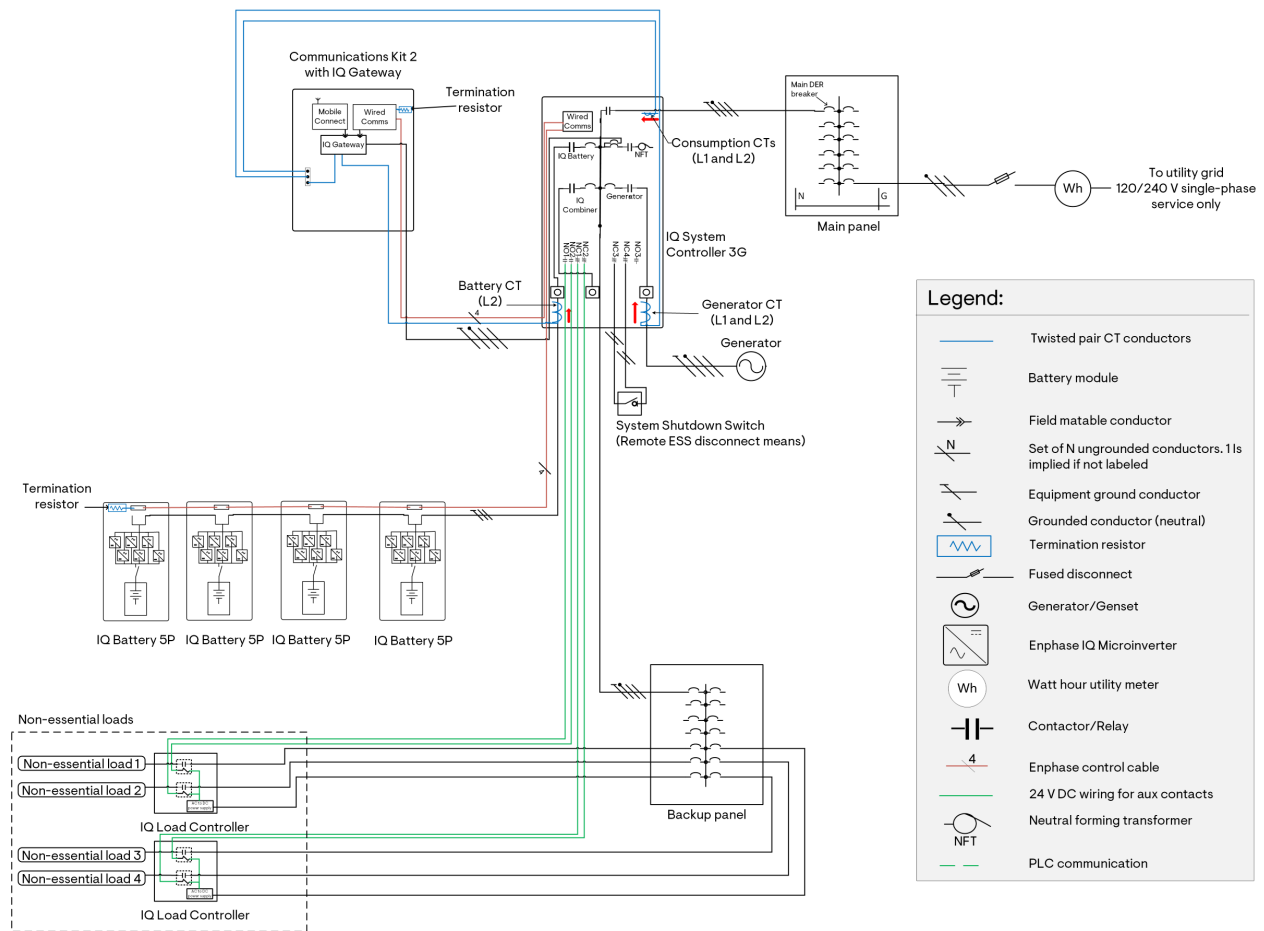 Communications Kit 2
with IQ Gateway
Termination
resistor
Mobile
Connect
Wired
Comms
IQ Gateway
Wired
Comms
IQ Battery
NFT
IQ
Combiner
Generator
NO1
NO2
NC1
NC2
NC3
NC4
NO3
Consumption CTs
(L1 and L2)
IQ System
Controller 3G
Battery CT
(L2)
4
Generator CT
(L1 and L2)
Generator
System Shutdown Switch
(Remote ESS disconnect means)
Main DER
breaker
N
G
Main panel
Wh
To utility grid
120/240 V single-phase
service only
4
Termination
resistor
IQ Battery 5P
IQ Battery 5P
IQ Battery 5P
IQ Battery 5P
Non-essential loads
Non-essential load 1
Non-essential load 2
IQ Load Controller
Non-essential load 3
Non-essential load 4
IQ Load Controller
Backup panel
Legend:
Twisted pair CT conductors
Battery module
Field matable conductor
N
Set of N ungrounded conductors. 1 Is
implied if not labeled
Equipment ground conductor
Grounded conductor (neutral)
Termination resistor
Fused disconnect
Generator/Genset
Enphase IQ Microinverter
Wh
Watt hour utility meter
Contactor/Relay
4
Enphase control cable
24 V DC wiring for aux contacts
Neutral forming transformer
NFT
PLC communication